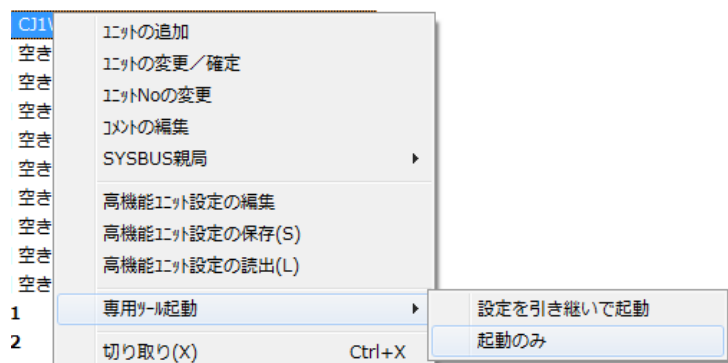 CJ1
空き
ﾕﾆｯﾄの追加
空き
ﾕﾆｯﾄの変更／確定
空き
ﾕﾆｯﾄNoの変更
空き
ｺﾒﾝﾄの編集
空き
SYSBUS親局
空き
高機能ﾕﾆｯﾄ設定の編集
空き
高機能ﾕﾆｯﾄ設定の保存(S)
空き
高機能ﾕﾆｯﾄ設定の読出(L)
空き
1
専用ﾂｰﾙ起動
設定を引き継いで起動
2
切り取り(X) Ctrl+X
起動のみ